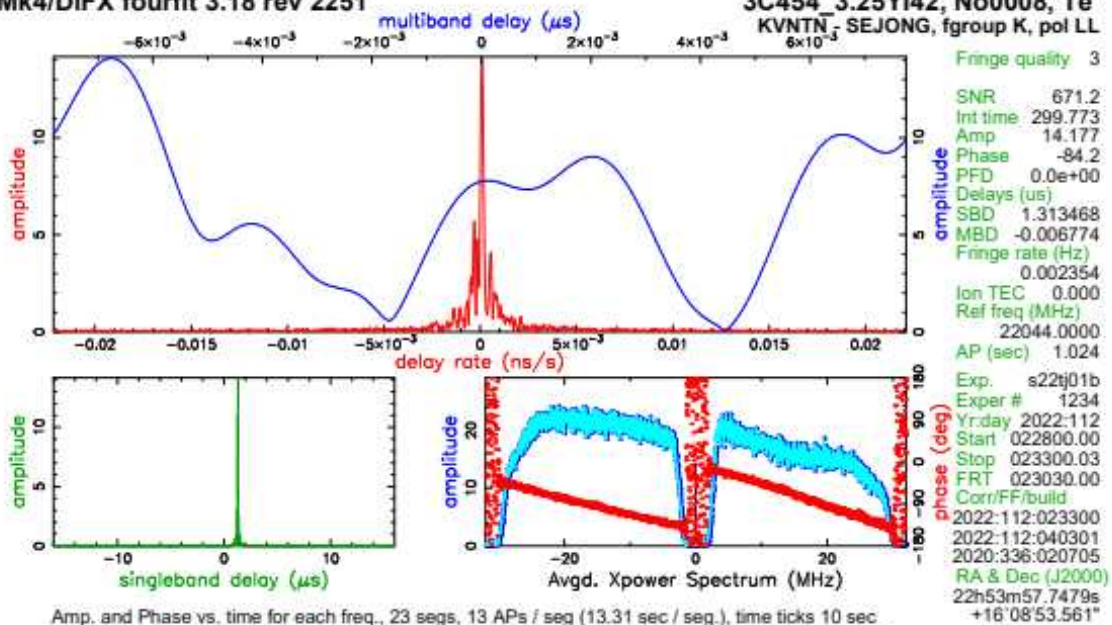 Mk4/DiFX fourfit 3.18 rev 2251
3C454_3.25Y142, No0008, Te
KVNTN - SEJONG, fgroup K, pol LL
multiband delay (μs)
−6×10⁻³ −4×10⁻³ −2×10⁻³ 0 2×10⁻³ 4×10⁻³ 6×10⁻³
amplitude
10
5
0
amplitude
10
5
0
−0.02 −0.015 −0.01 −5×10⁻³ 0 5×10⁻³ 0.01 0.015 0.02
delay rate (ns/s)
Fringe quality 3
SNR 671.2
Int time 299.773
Amp 14.177
Phase -84.2
PFD 0.0e+00
Delays (us)
SBD 1.313468
MBD -0.006774
Fringe rate (Hz)
0.002354
Ion TEC 0.000
Ref freq (MHz)
22044.0000
AP (sec) 1.024
Exp. s22tj01b
Exper # 1234
Yr:day 2022:112
Start 022800.00
Stop 023300.03
FRT 023030.00
Corr/FF/build
2022:112:023300
2022:112:040301
2020:336:020705
RA & Dec (J2000)
22h53m57.7479s
+16°08'53.561"
amplitude
10
5
0
−10 0 10
singleband delay (μs)
amplitude
20
10
0
phase (deg)
180
90
0
−90
−180
−20 0 20
Avgd. Xpower Spectrum (MHz)
Amp. and Phase vs. time for each freq., 23 segs, 13 APs / seg (13.31 sec / seg.), time ticks 10 sec